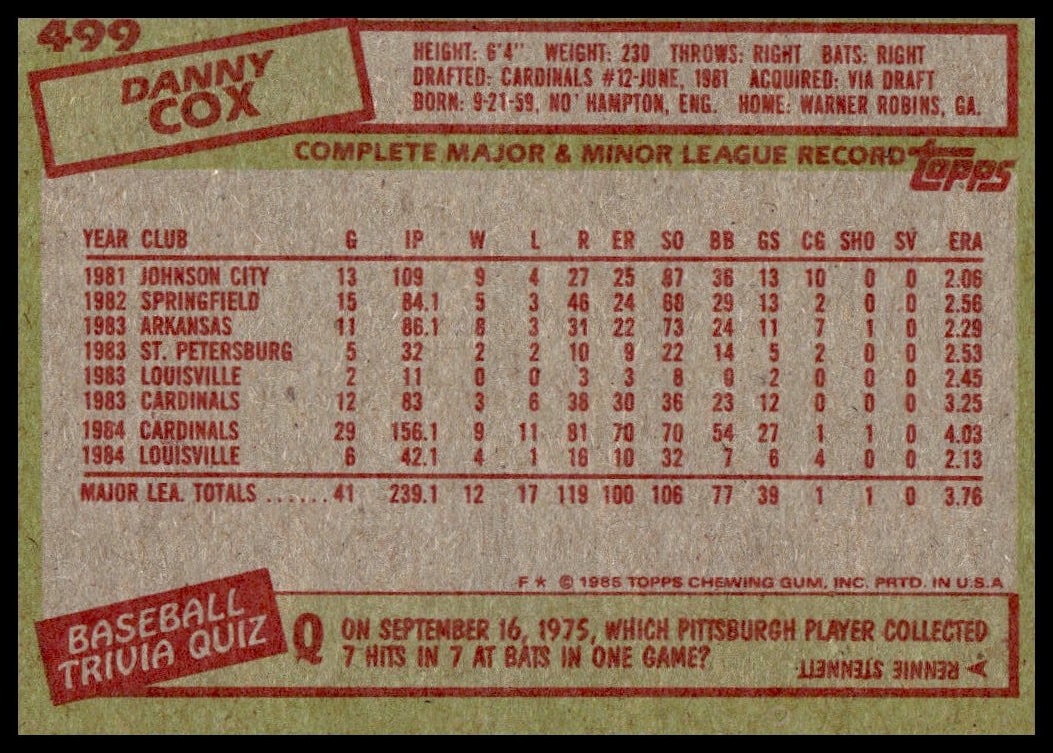 499
DANNY
COX
HEIGHT: 6'4" WEIGHT: 230 THROWS: RIGHT BATS: RIGHT
DRAFTED: CARDINALS #12-JUNE, 1981 ACQUIRED: VIA DRAFT
BORN: 9-21-59, NO' HAMPTON, ENG. HOME: WARNER ROBINS, GA.
COMPLETE MAJOR & MINOR LEAGUE RECORD
topps
YEAR CLUB G IP W L R ER SO BB GS CG SHO SV ERA
1981 JOHNSON CITY 13 109 9 4 27 25 87 36 13 10 0 0 2.06
1982 SPRINGFIELD 15 84.1 5 3 46 24 68 29 13 2 0 0 2.56
1983 ARKANSAS 11 86.1 8 3 31 22 73 24 11 7 1 0 2.29
1983 ST. PETERSBURG 5 32 2 2 10 9 22 14 5 2 0 0 2.53
1983 LOUISVILLE 2 11 0 0 3 3 8 0 2 0 0 0 2.45
1983 CARDINALS 12 83 3 6 38 30 36 23 12 0 0 0 3.25
1984 CARDINALS 29 156.1 9 11 81 70 70 54 27 1 1 0 4.03
1984 LOUISVILLE 6 42.1 4 1 16 10 32 7 6 4 0 0 2.13
MAJOR LEA. TOTALS ...... 41 239.1 12 17 119 100 106 77 39 1 1 0 3.76
F★ © 1985 TOPPS CHEWING GUM, INC. PRTD. IN U.S.A
BASEBALL
TRIVIA QUIZ
Q ON SEPTEMBER 16, 1975, WHICH PITTSBURGH PLAYER COLLECTED
7 HITS IN 7 AT BATS IN ONE GAME?
A. RENNIE STENNETT